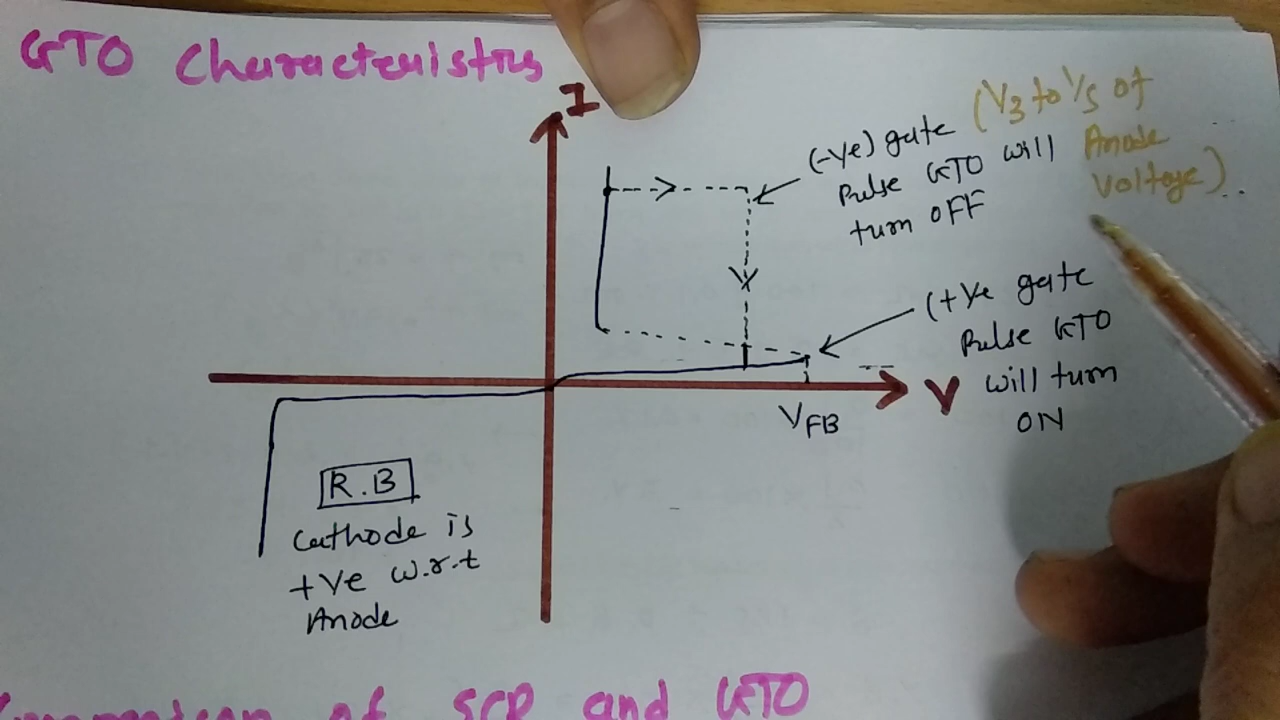 GTO Characteristics
I
(-ve) gate
Pulse GTO will
turn OFF
(1/3 to 1/5 of
Anode
Voltage)..
(+ve gate
Pulse GTO
will turn
ON
V
VFB
R.B
Cathode is
+ve w.r.t
Anode
of SCR and GTO